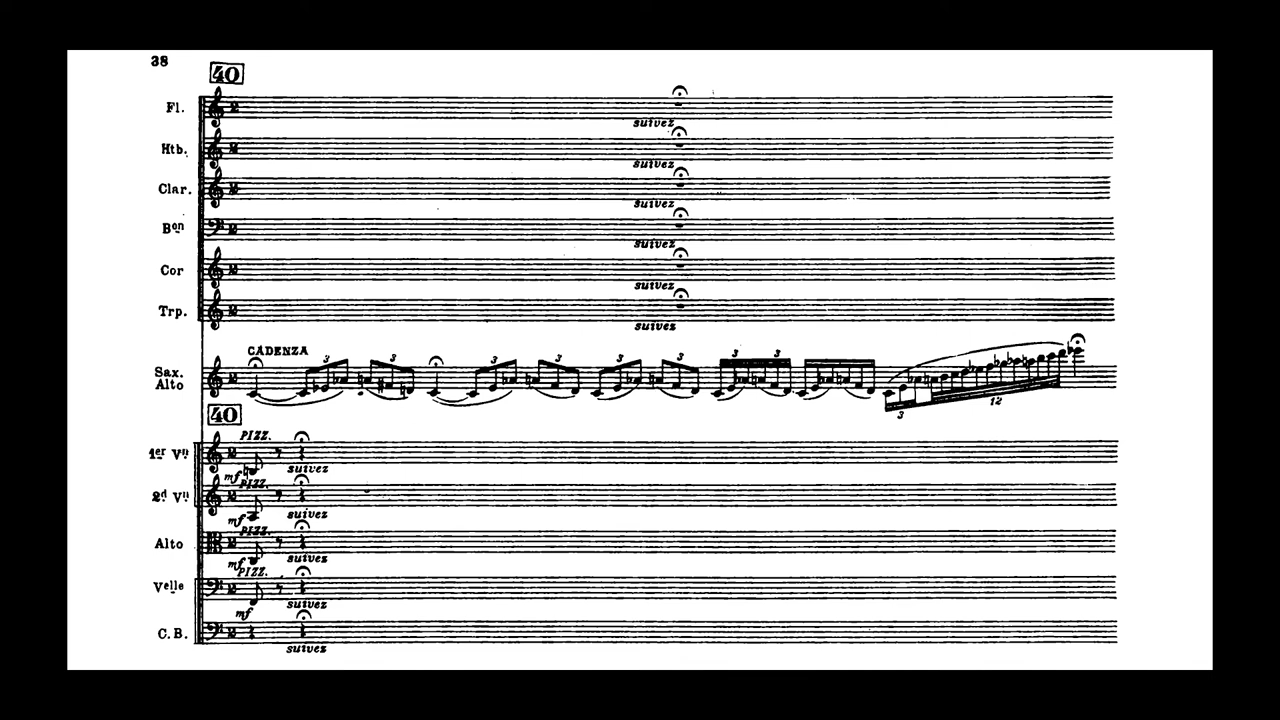 38
40
Fl.
suivez
Htb.
suivez
Clar.
suivez
Bon
suivez
Cor
suivez
Trp.
suivez
CADENZA
3 3 3 3 3 3 3 3
Sax. Alto
3 12
40
PIZZ.
1er Vn
mf suivez
PIZZ.
2d Vn
mf suivez
PIZZ.
Alto
mf suivez
PIZZ.
Velle
mf suivez
C.B.
suivez